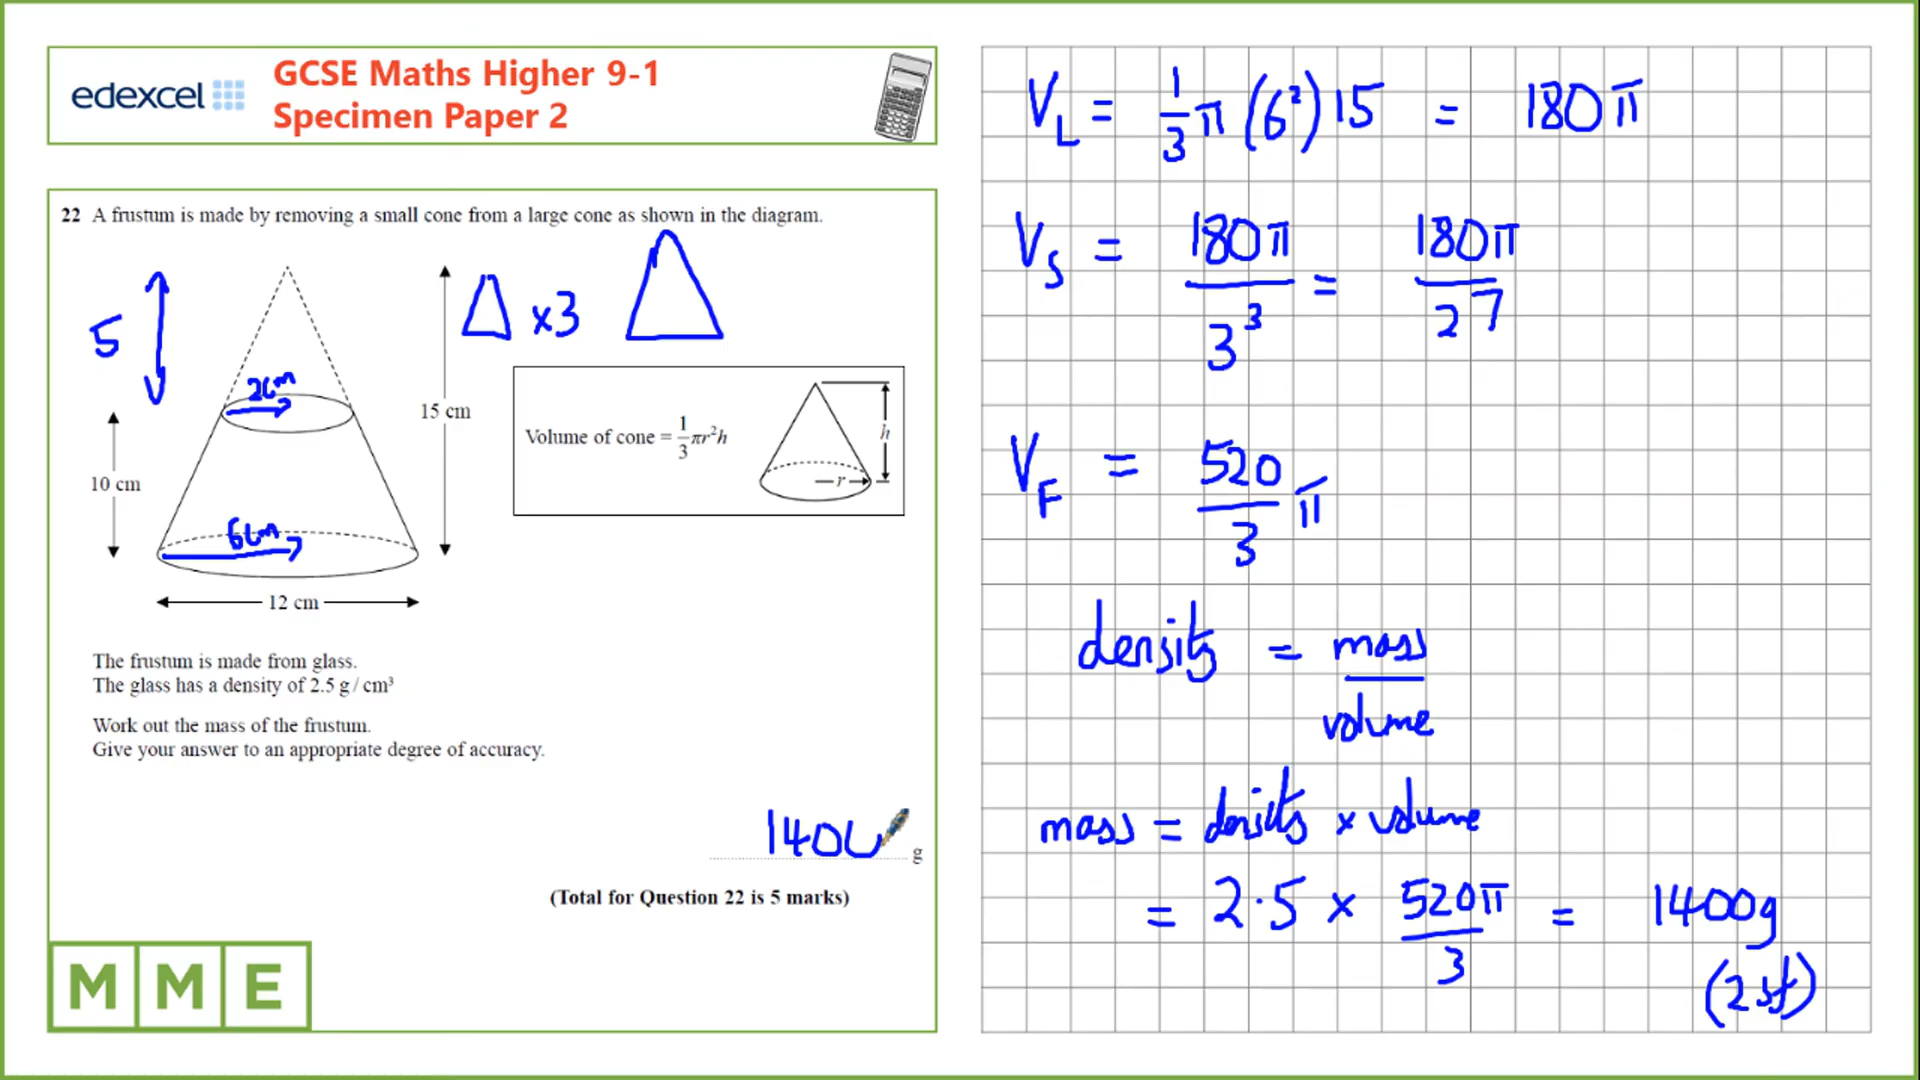 edexcel
GCSE Maths Higher 9-1
Specimen Paper 2
22 A frustum is made by removing a small cone from a large cone as shown in the diagram.
5
2cm
△ x3
15 cm
10 cm
6cm
12 cm
Volume of cone = 1/3 πr²h
h
r
The frustum is made from glass.
The glass has a density of 2.5 g / cm³
Work out the mass of the frustum.
Give your answer to an appropriate degree of accuracy.
1400 g
(Total for Question 22 is 5 marks)
MME
V_L = 1/3 π (6²) 15 = 180π
V_S = 180π/3³ = 180π/27
V_F = 520/3 π
density = mass/volume
mass = density × volume
= 2.5 × 520π/3 = 1400g
(2sf)